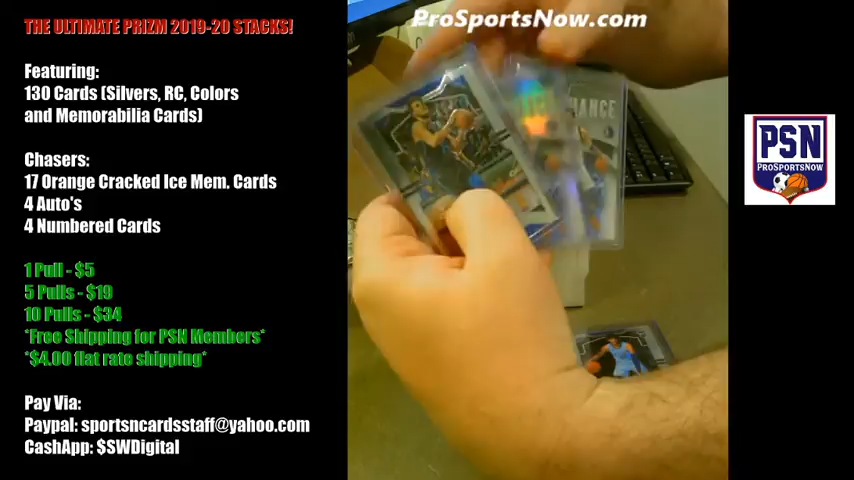 THE ULTIMATE PRIZM 2019-20 STACKS!
ProSportsNow.com
Featuring:
130 Cards (Silvers, RC, Colors
and Memorabilia Cards)
Chasers:
17 Orange Cracked Ice Mem. Cards
4 Auto's
4 Numbered Cards
1 Pull - $5
5 Pulls - $19
10 Pulls - $34
*Free Shipping for PSN Members*
*$4.00 flat rate shipping*
Pay Via:
Paypal: sportsncardsstaff@yahoo.com
CashApp: $SWDigital
PSN
PROSPORTSNOW